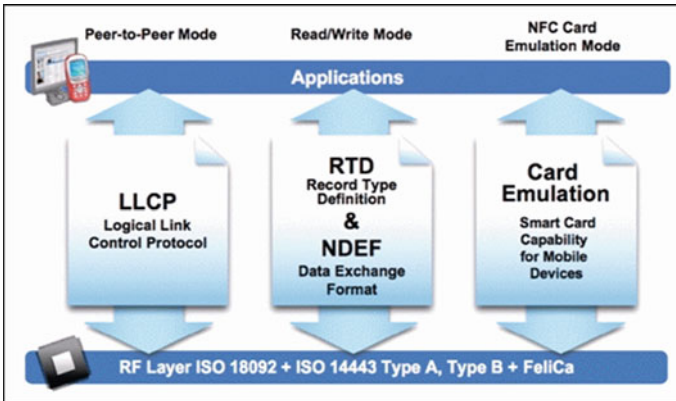 Peer-to-Peer Mode
Read/Write Mode
NFC Card
Emulation Mode
Applications
LLCP
Logical Link
Control Protocol
RTD
Record Type
Definition
&
NDEF
Data Exchange
Format
Card
Emulation
Smart Card
Capability
for Mobile
Devices
RF Layer ISO 18092 + ISO 14443 Type A, Type B + FeliCa